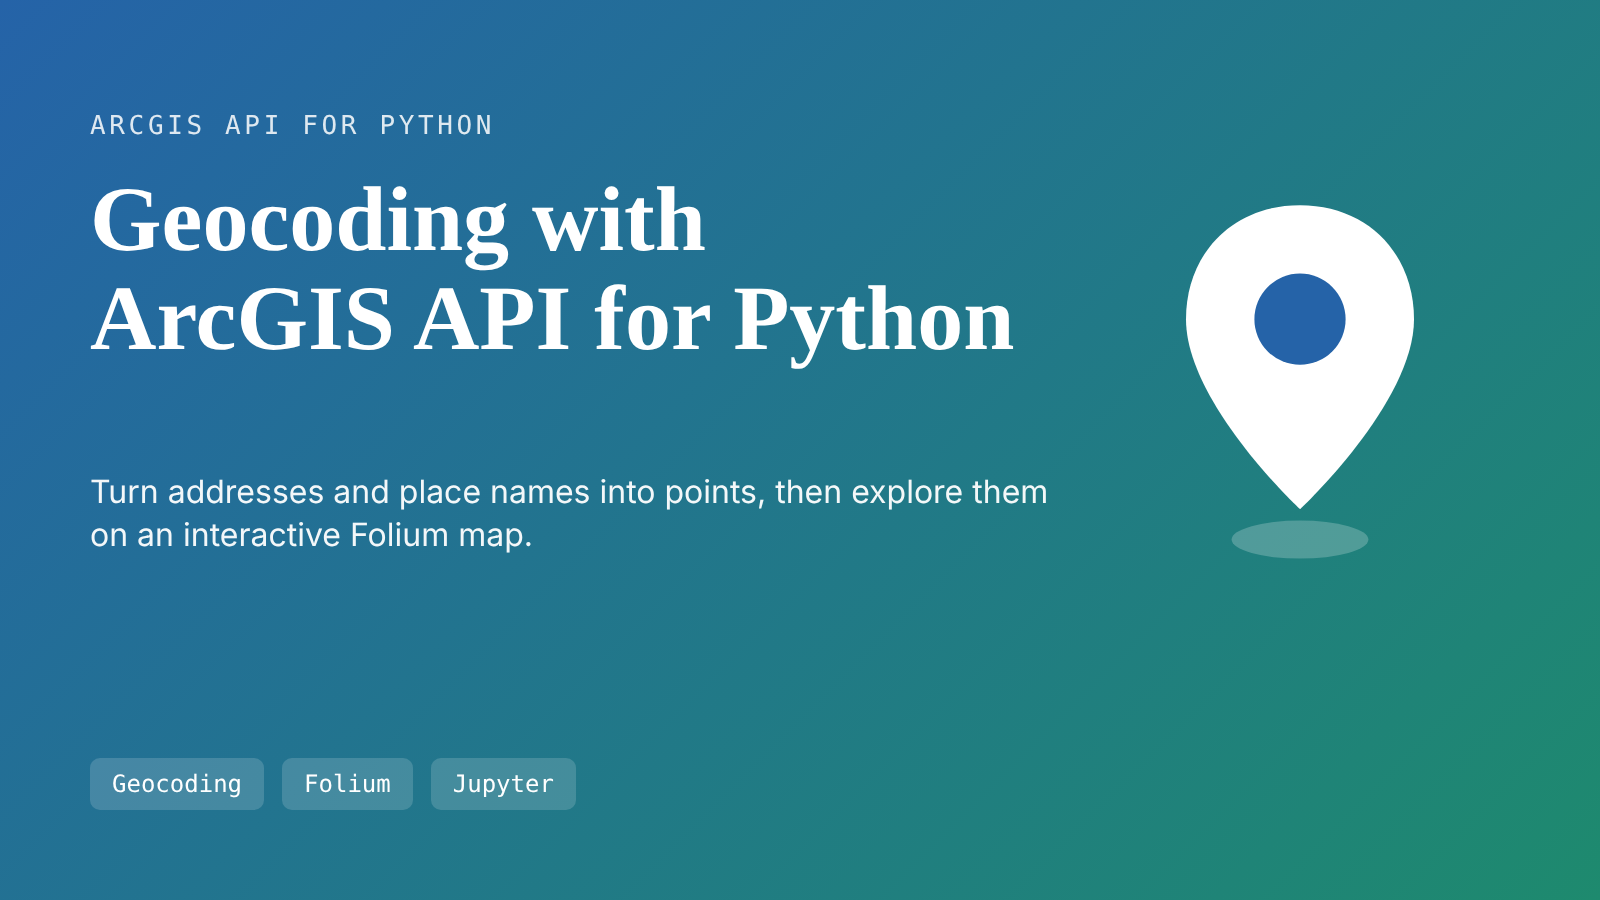 ARCGIS API FOR PYTHON
Geocoding with
ArcGIS API for Python
Turn addresses and place names into points, then explore them
on an interactive Folium map.
Geocoding
Folium
Jupyter